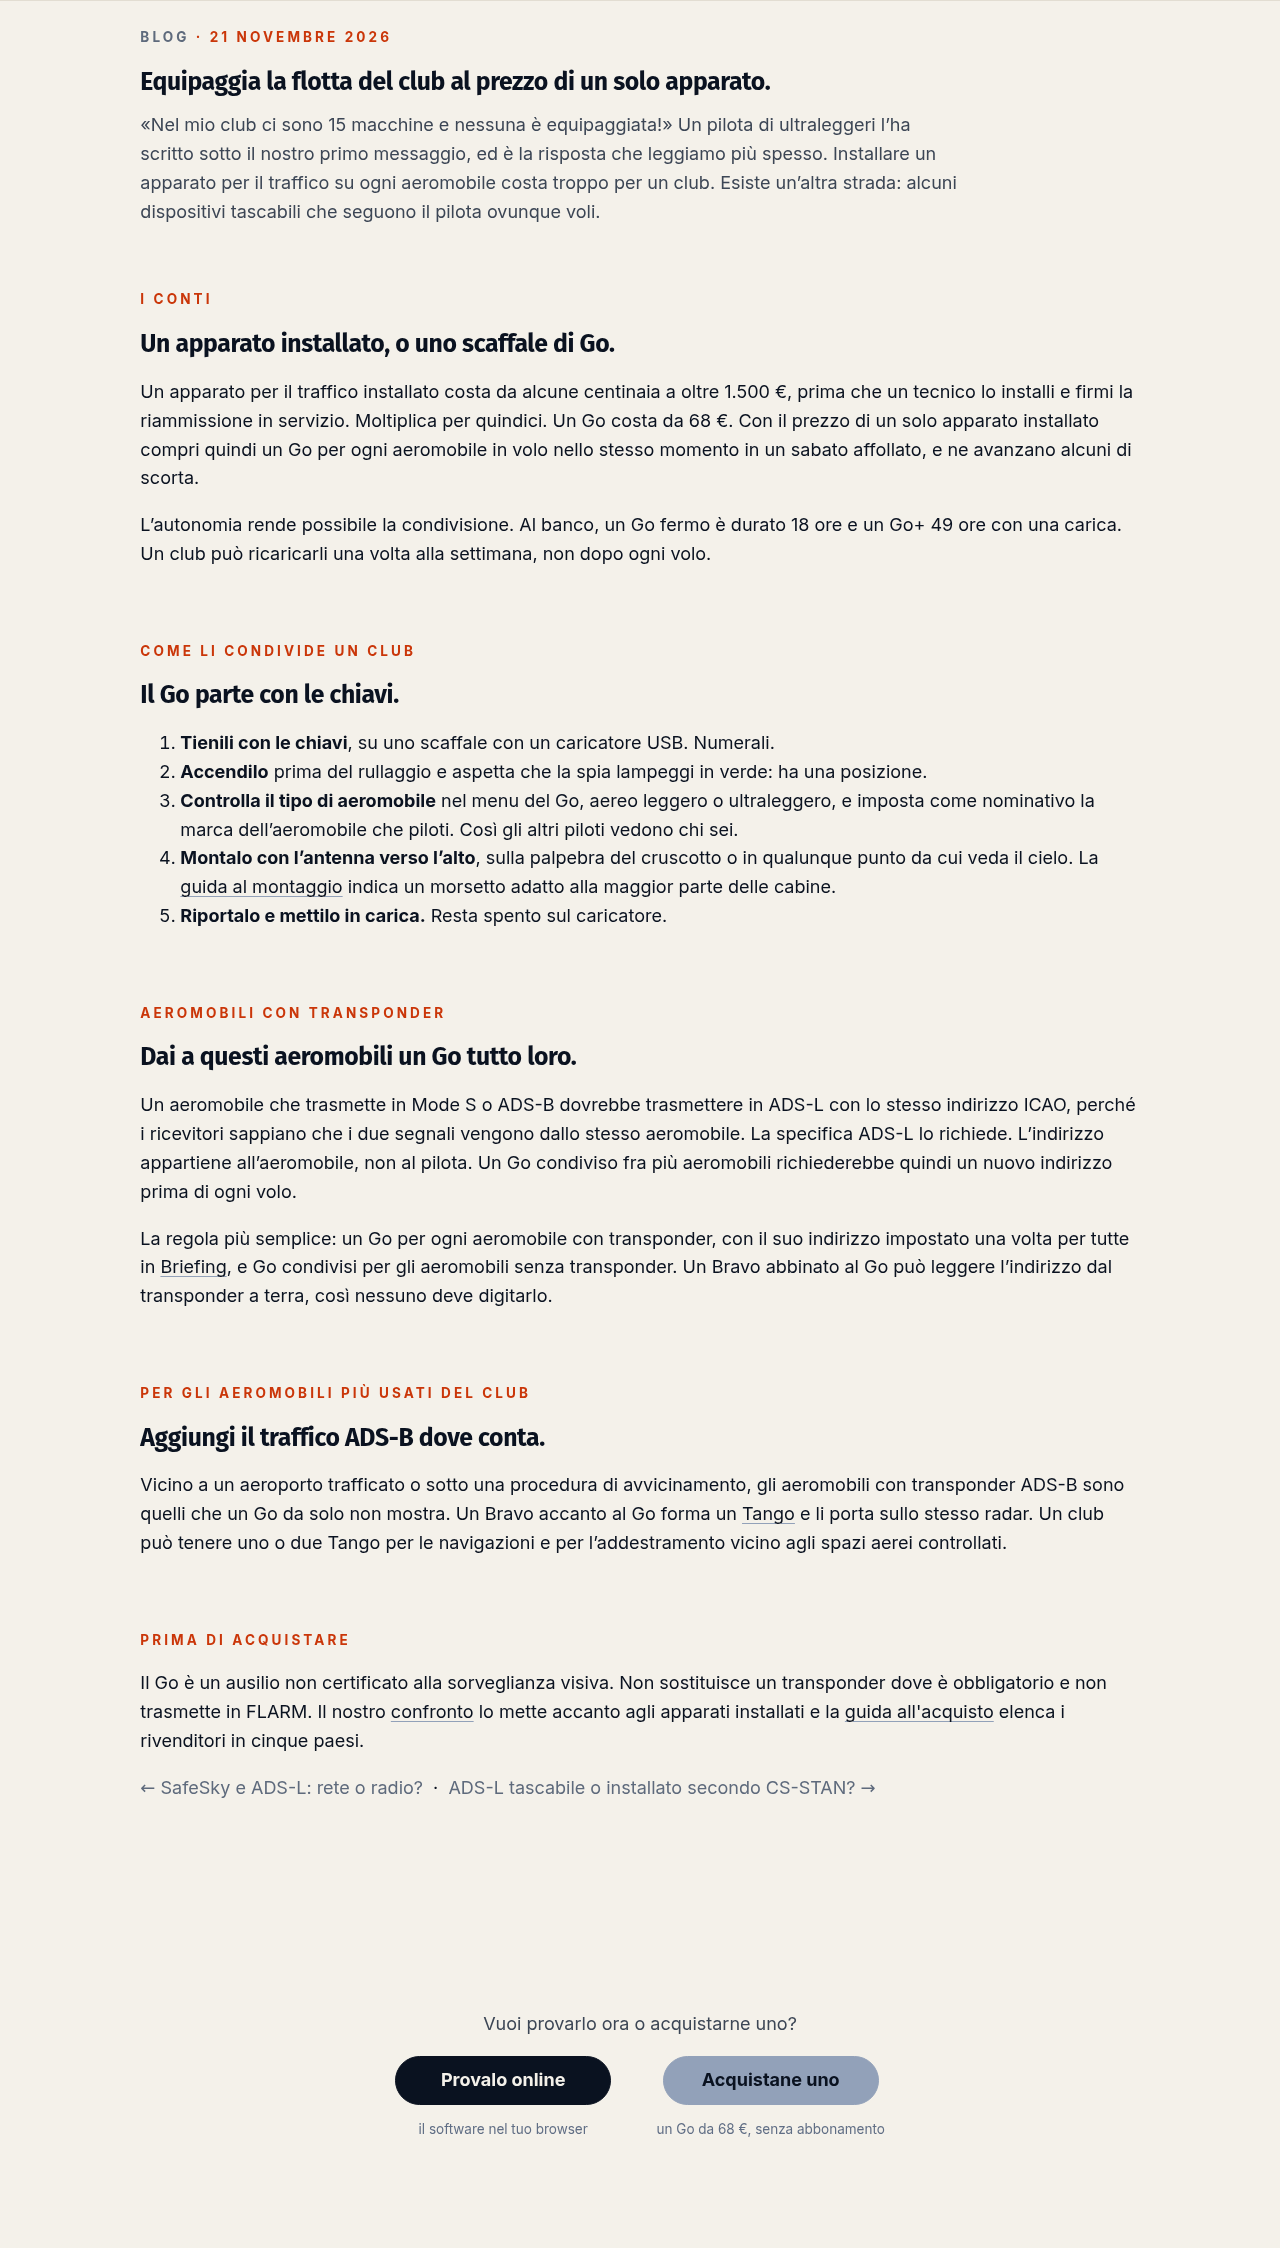 BLOG · 21 NOVEMBRE 2026
Equipaggia la flotta del club al prezzo di un solo apparato.
«Nel mio club ci sono 15 macchine e nessuna è equipaggiata!» Un pilota di ultraleggeri l’ha
scritto sotto il nostro primo messaggio, ed è la risposta che leggiamo più spesso. Installare un
apparato per il traffico su ogni aeromobile costa troppo per un club. Esiste un’altra strada: alcuni
dispositivi tascabili che seguono il pilota ovunque voli.
I CONTI
Un apparato installato, o uno scaffale di Go.
Un apparato per il traffico installato costa da alcune centinaia a oltre 1.500 €, prima che un tecnico lo installi e firmi la
riammissione in servizio. Moltiplica per quindici. Un Go costa da 68 €. Con il prezzo di un solo apparato installato
compri quindi un Go per ogni aeromobile in volo nello stesso momento in un sabato affollato, e ne avanzano alcuni di
scorta.
L’autonomia rende possibile la condivisione. Al banco, un Go fermo è durato 18 ore e un Go+ 49 ore con una carica.
Un club può ricaricarli una volta alla settimana, non dopo ogni volo.
COME LI CONDIVIDE UN CLUB
Il Go parte con le chiavi.
1. Tienili con le chiavi, su uno scaffale con un caricatore USB. Numerali.
2. Accendilo prima del rullaggio e aspetta che la spia lampeggi in verde: ha una posizione.
3. Controlla il tipo di aeromobile nel menu del Go, aereo leggero o ultraleggero, e imposta come nominativo la
marca dell’aeromobile che piloti. Così gli altri piloti vedono chi sei.
4. Montalo con l’antenna verso l’alto, sulla palpebra del cruscotto o in qualunque punto da cui veda il cielo. La
guida al montaggio indica un morsetto adatto alla maggior parte delle cabine.
5. Riportalo e mettilo in carica. Resta spento sul caricatore.
AEROMOBILI CON TRANSPONDER
Dai a questi aeromobili un Go tutto loro.
Un aeromobile che trasmette in Mode S o ADS-B dovrebbe trasmettere in ADS-L con lo stesso indirizzo ICAO, perché
i ricevitori sappiano che i due segnali vengono dallo stesso aeromobile. La specifica ADS-L lo richiede. L’indirizzo
appartiene all’aeromobile, non al pilota. Un Go condiviso fra più aeromobili richiederebbe quindi un nuovo indirizzo
prima di ogni volo.
La regola più semplice: un Go per ogni aeromobile con transponder, con il suo indirizzo impostato una volta per tutte
in Briefing, e Go condivisi per gli aeromobili senza transponder. Un Bravo abbinato al Go può leggere l’indirizzo dal
transponder a terra, così nessuno deve digitarlo.
PER GLI AEROMOBILI PIÙ USATI DEL CLUB
Aggiungi il traffico ADS-B dove conta.
Vicino a un aeroporto trafficato o sotto una procedura di avvicinamento, gli aeromobili con transponder ADS-B sono
quelli che un Go da solo non mostra. Un Bravo accanto al Go forma un Tango e li porta sullo stesso radar. Un club
può tenere uno o due Tango per le navigazioni e per l’addestramento vicino agli spazi aerei controllati.
PRIMA DI ACQUISTARE
Il Go è un ausilio non certificato alla sorveglianza visiva. Non sostituisce un transponder dove è obbligatorio e non
trasmette in FLARM. Il nostro confronto lo mette accanto agli apparati installati e la guida all'acquisto elenca i
rivenditori in cinque paesi.
← SafeSky e ADS-L: rete o radio? · ADS-L tascabile o installato secondo CS-STAN? →
Vuoi provarlo ora o acquistarne uno?
Provalo online
Acquistane uno
il software nel tuo browser
un Go da 68 €, senza abbonamento